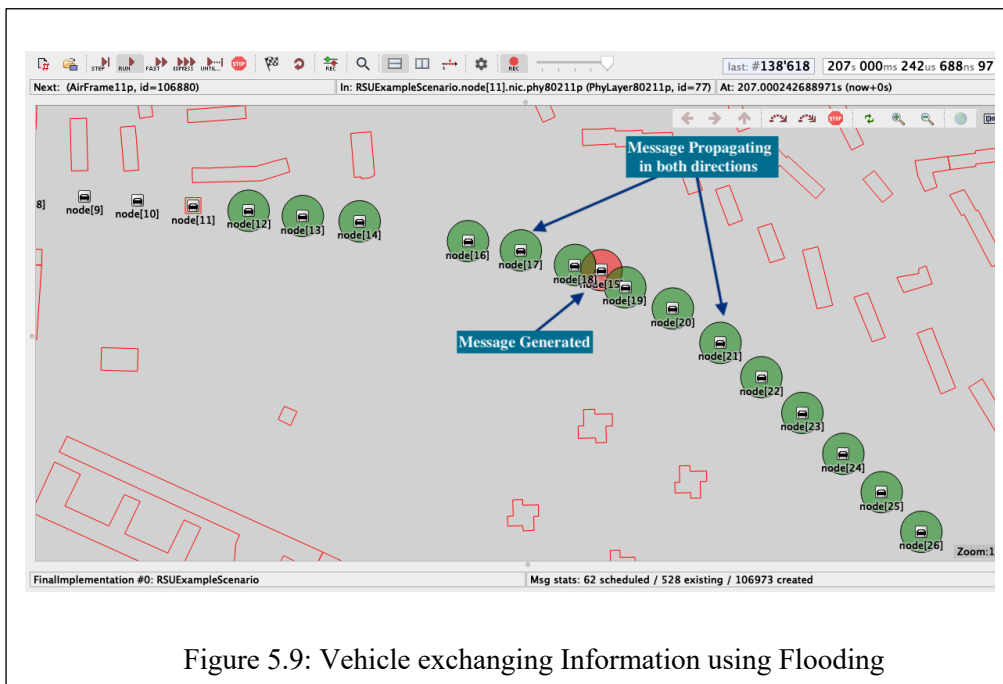 STEP RUN FAST EXPRESS UNTIL... STOP REC REC last: #138'618 207s 000ms 242us 688ns 97
Next: (AirFrame11p, id=106880) In: RSUExampleScenario.node[11].nic.phy80211p (PhyLayer80211p, id=77) At: 207.000242688971s (now+0s)
STOP
Message Propagating
in both directions
8] node[9] node[10] node[11] node[12] node[13] node[14]
node[16] node[17] node[18] node[15]
node[19]
node[20]
Message Generated
node[21]
node[22]
node[23]
node[24]
node[25]
node[26]
Zoom:1
FinalImplementation #0: RSUExampleScenario Msg stats: 62 scheduled / 528 existing / 106973 created
Figure 5.9: Vehicle exchanging Information using Flooding